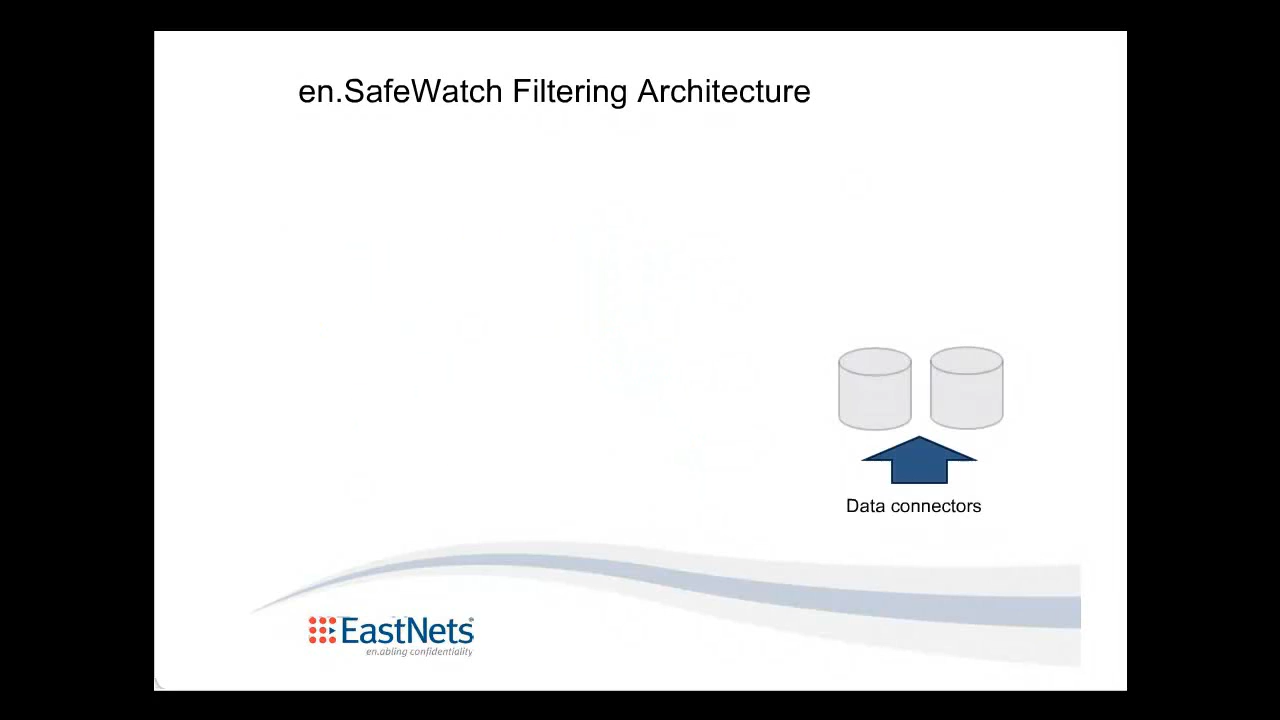 en.SafeWatch Filtering Architecture
Data connectors
EastNets®
en.abling confidentiality